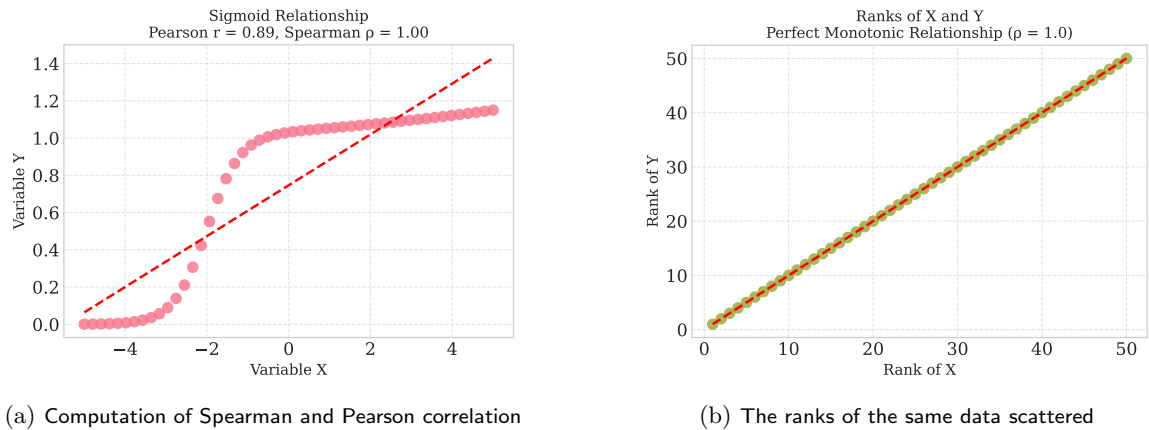 Sigmoid Relationship
Pearson r = 0.89, Spearman ρ = 1.00
1.4
1.2
1.0
0.8
0.6
0.4
0.2
0.0
Variable Y
−4
−2
0
2
4
Variable X
(a) Computation of Spearman and Pearson correlation
Ranks of X and Y
Perfect Monotonic Relationship (ρ = 1.0)
50
40
30
20
10
0
Rank of Y
0
10
20
30
40
50
Rank of X
(b) The ranks of the same data scattered